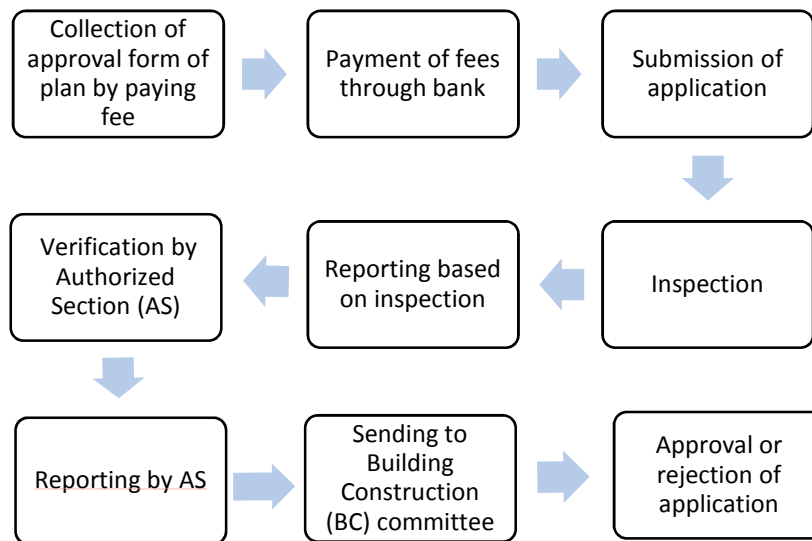 Collection of
approval form of
plan by paying
fee
Payment of fees
through bank
Submission of
application
Inspection
Reporting based
on inspection
Verification by
Authorized
Section (AS)
Reporting by AS
Sending to
Building
Construction
(BC) committee
Approval or
rejection of
application